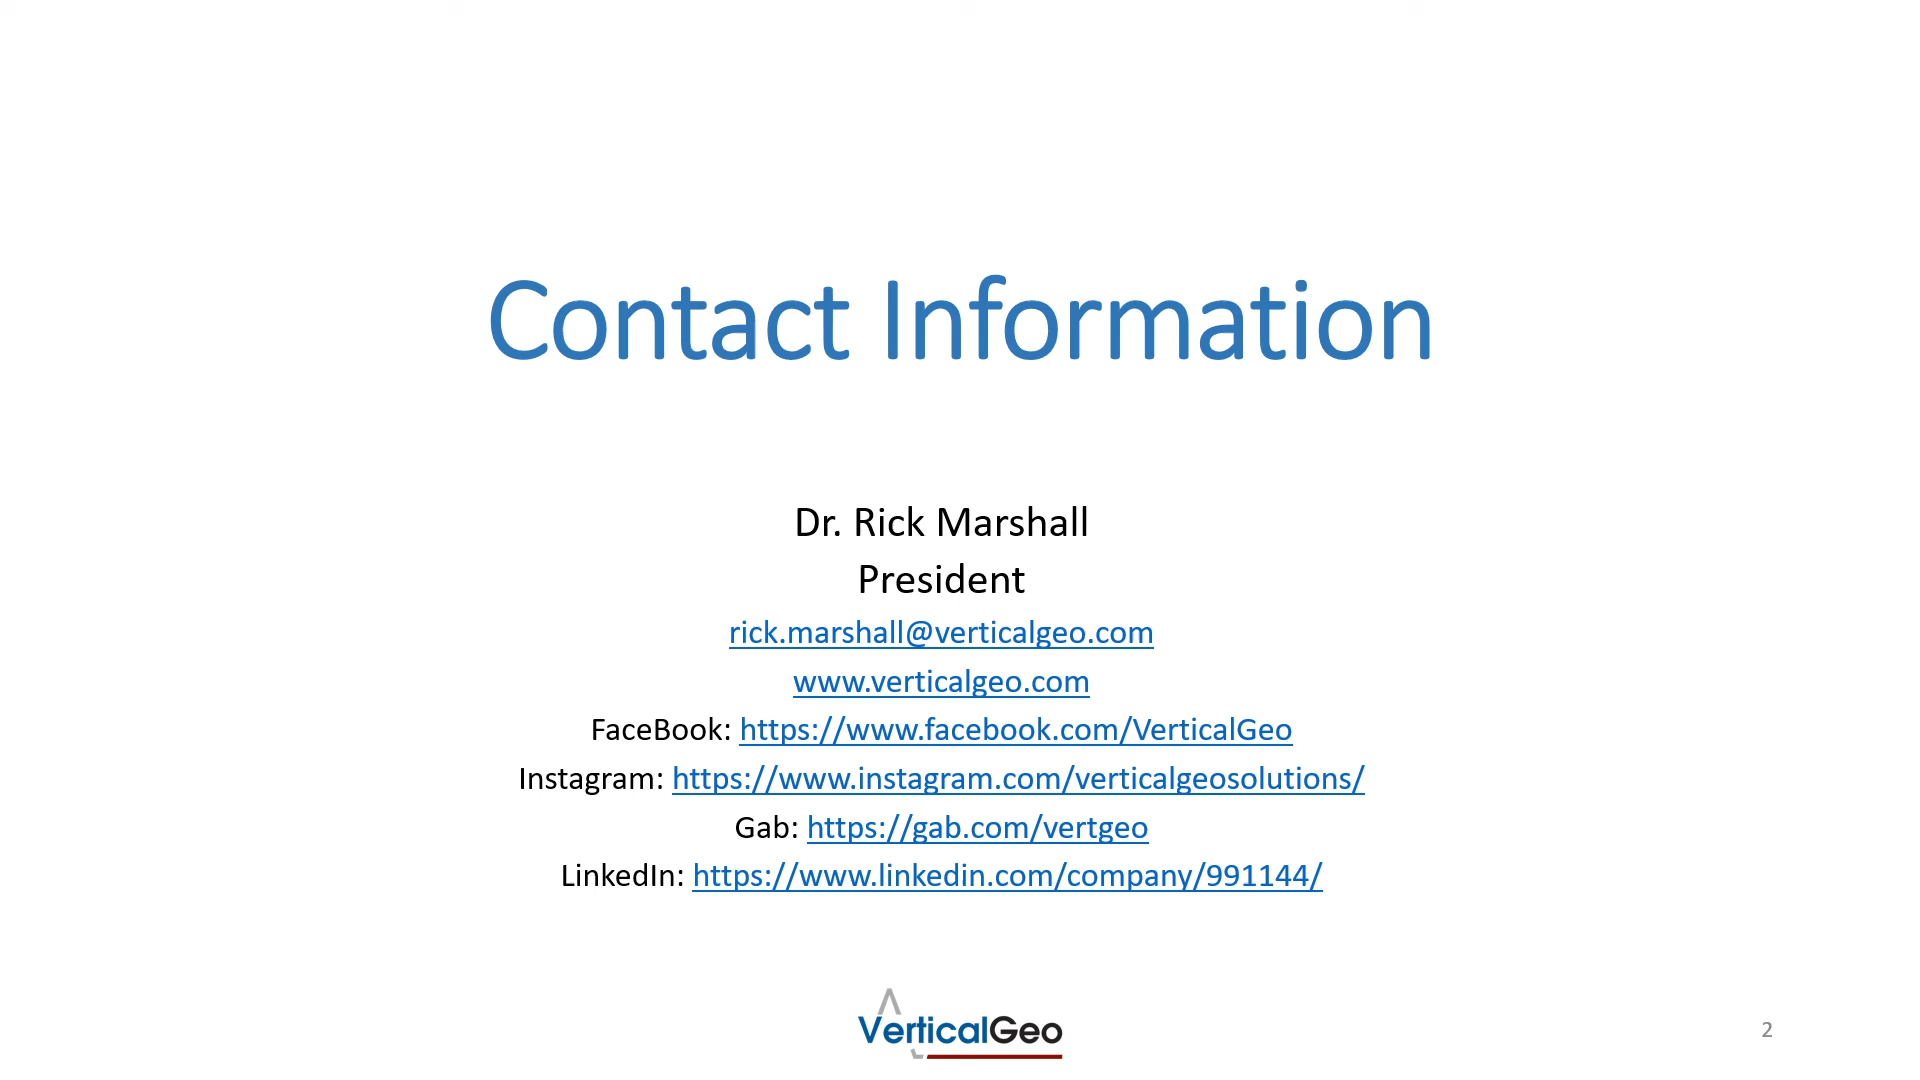 Contact Information
Dr. Rick Marshall
President
rick.marshall@verticalgeo.com
www.verticalgeo.com
FaceBook: https://www.facebook.com/VerticalGeo
Instagram: https://www.instagram.com/verticalgeosolutions/
Gab: https://gab.com/vertgeo
LinkedIn: https://www.linkedin.com/company/991144/
VerticalGeo
2